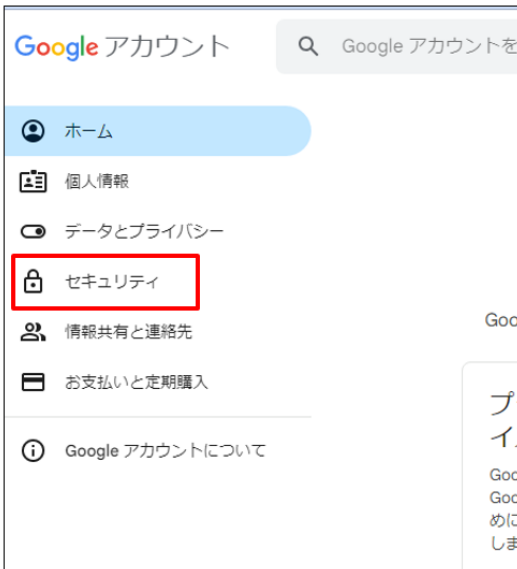 Google アカウント
Google アカウントを
ホーム
個人情報
データとプライバシー
セキュリティ
情報共有と連絡先
お支払いと定期購入
Google アカウントについて
Goo
プ
イ
Goo
Goo
めに
しま